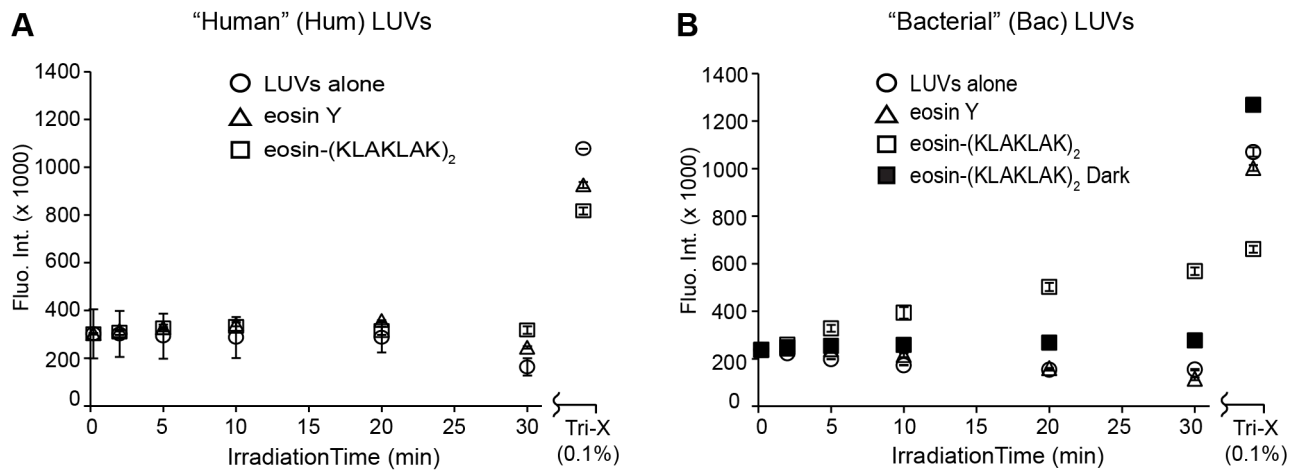 A
"Human" (Hum) LUVs
Fluo. Int. (x 1000)
1400
1200
1000
800
600
400
200
0
LUVs alone
eosin Y
eosin-(KLAKLAK)₂
0 5 10 15 20 25 30
Tri-X
(0.1%)
IrradiationTime (min)
B
"Bacterial" (Bac) LUVs
Fluo. Int. (x 1000)
1400
1200
1000
800
600
400
200
0
LUVs alone
eosin Y
eosin-(KLAKLAK)₂
eosin-(KLAKLAK)₂ Dark
0 5 10 15 20 25 30
Tri-X
(0.1%)
IrradiationTime (min)